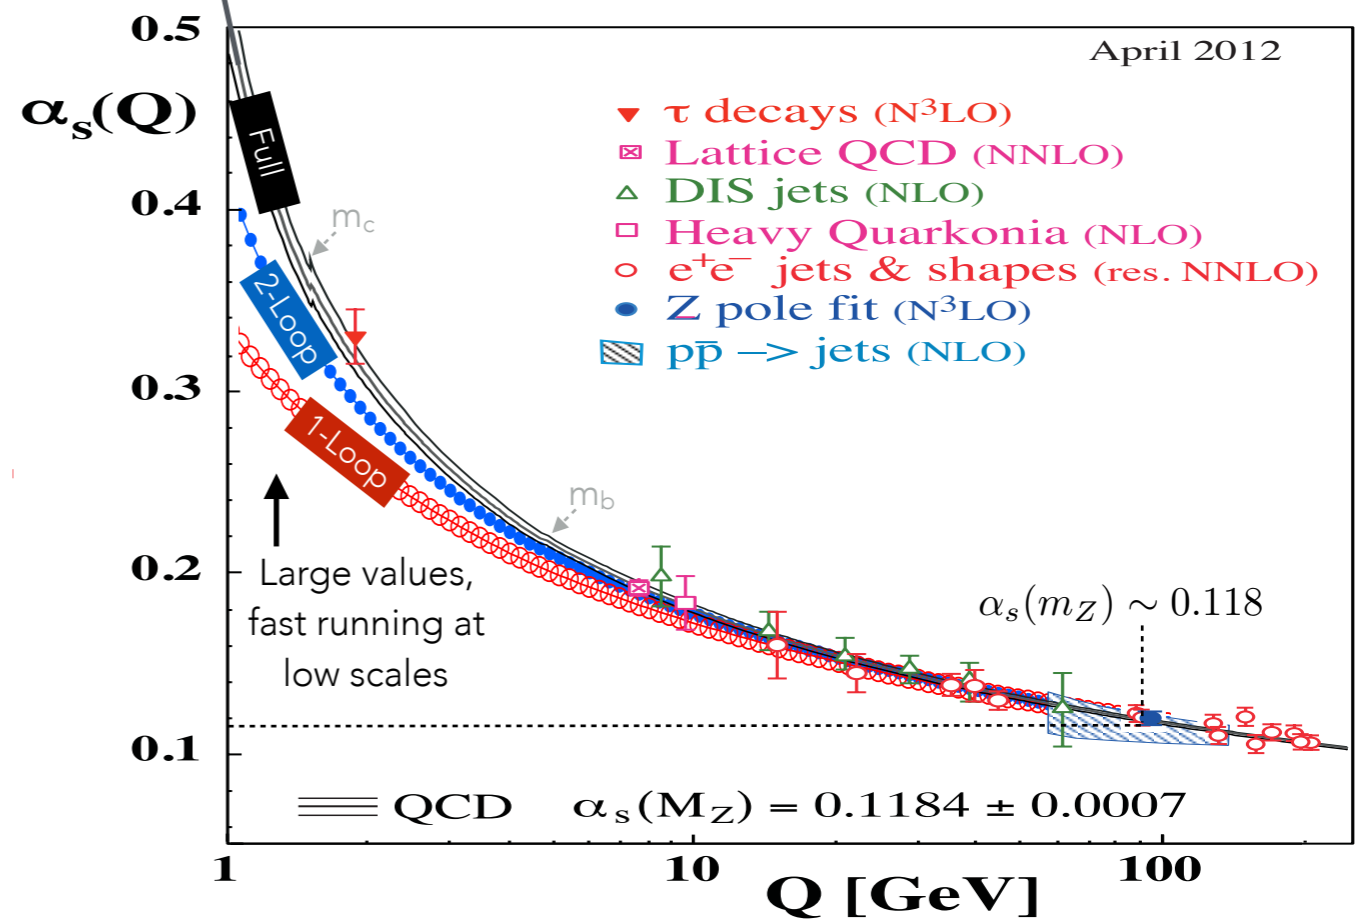 0.5
April 2012
αs(Q)
τ decays (N³LO)
Lattice QCD (NNLO)
DIS jets (NLO)
Heavy Quarkonia (NLO)
e⁺e⁻ jets & shapes (res. NNLO)
Z pole fit (N³LO)
pp̅ –> jets (NLO)
Full
0.4
mc
2-Loop
0.3
1-Loop
mb
0.2
Large values,
fast running at
low scales
αs(mZ) ∼ 0.118
0.1
QCD αs(MZ) = 0.1184 ± 0.0007
1 10 100
Q [GeV]